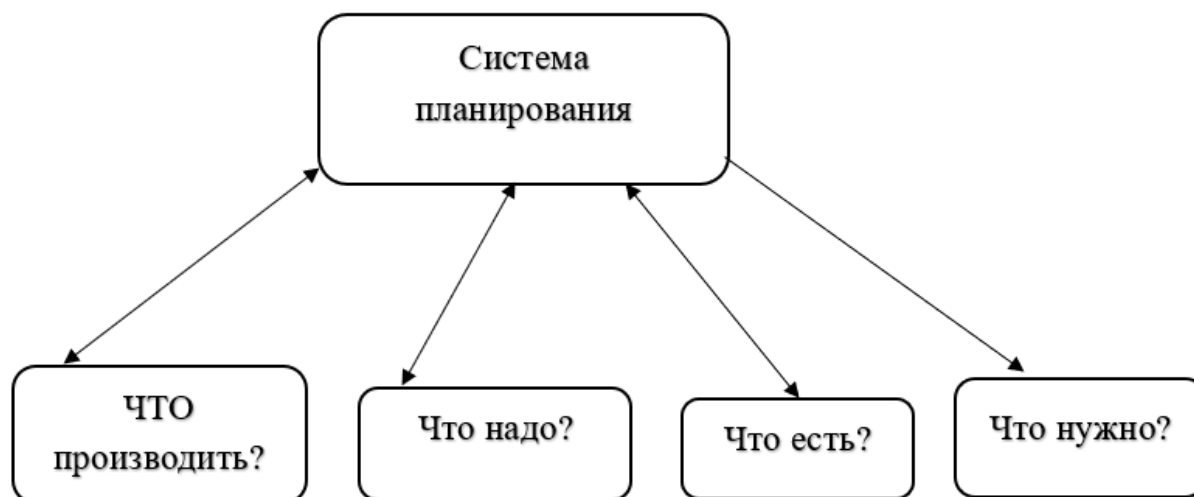 Система
планирования
ЧТО
производить?
Что надо?
Что есть?
Что нужно?